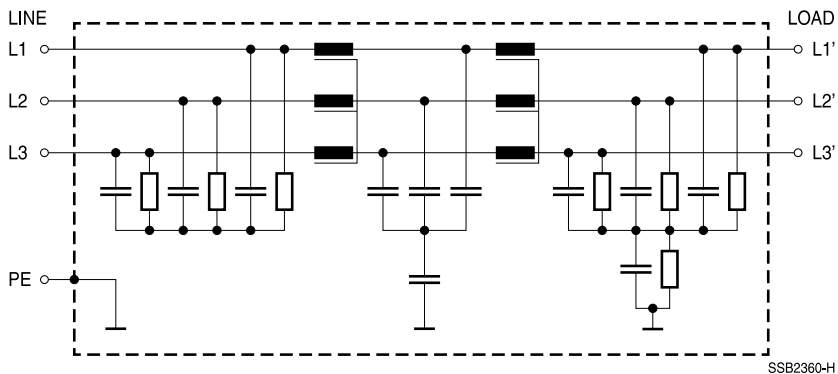 LINE
LOAD
L1
L1'
L2
L2'
L3
L3'
PE
SSB2360-H